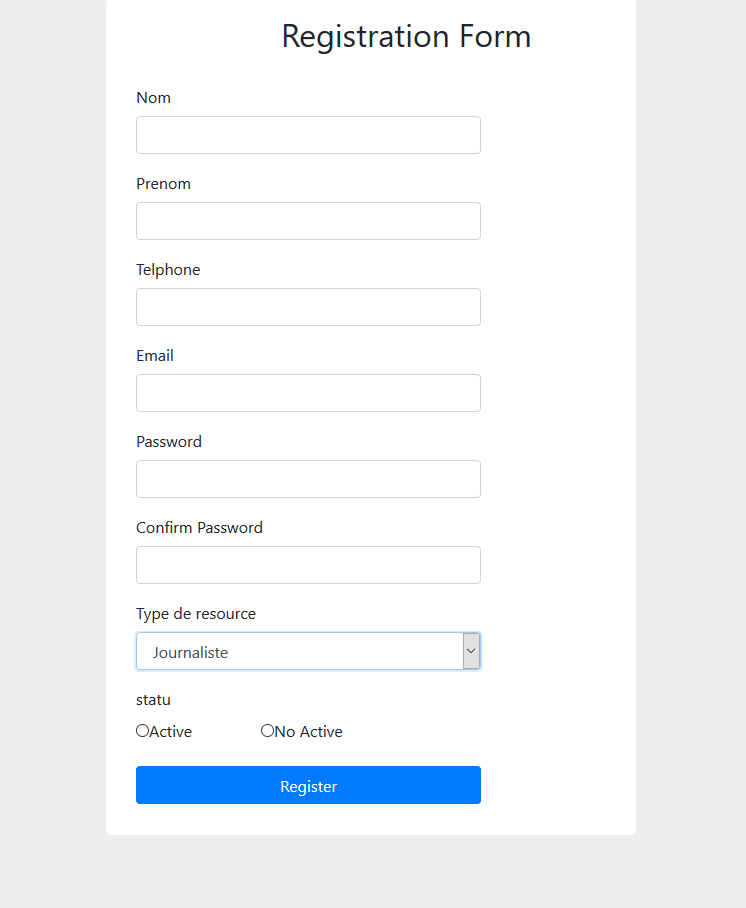 Registration Form
Nom
Prenom
Telphone
Email
Password
Confirm Password
Type de resource
Journaliste
statu
Active No Active
Register